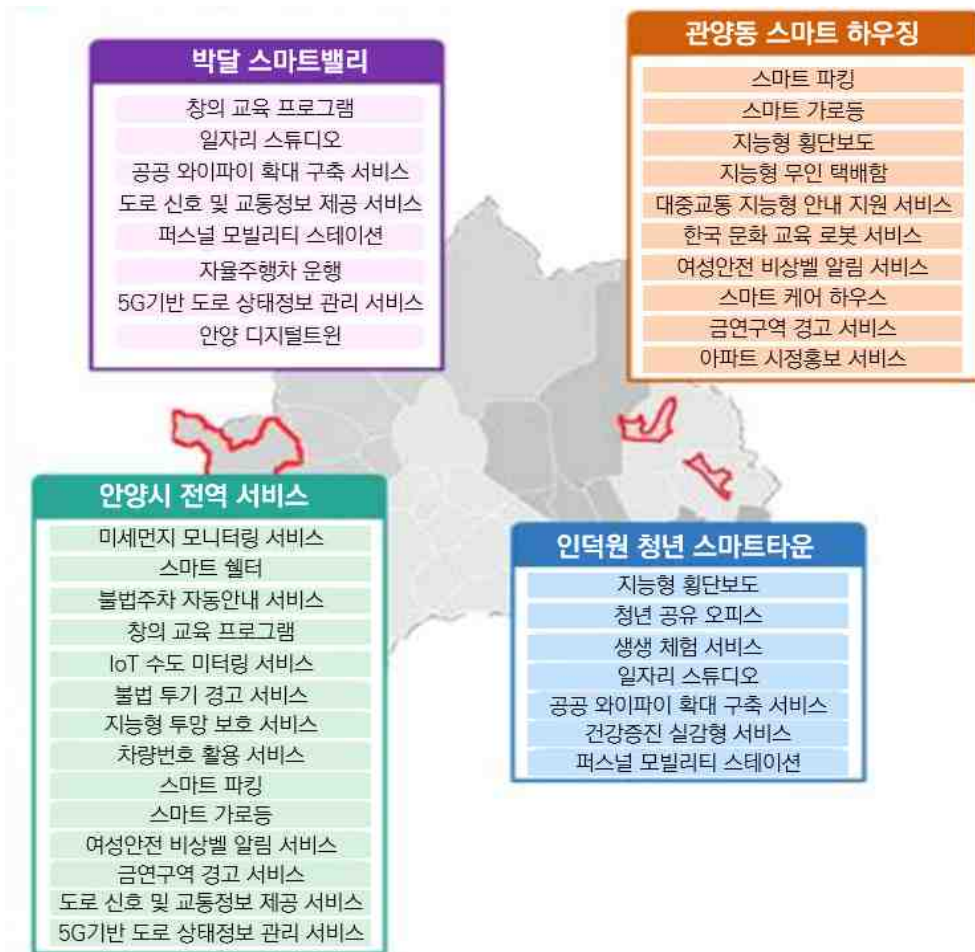 박달 스마트밸리
창의 교육 프로그램
일자리 스튜디오
공공 와이파이 확대 구축 서비스
도로 신호 및 교통정보 제공 서비스
퍼스널 모빌리티 스테이션
자율주행차 운행
5G기반 도로 상태정보 관리 서비스
안양 디지털트윈
관양동 스마트 하우징
스마트 파킹
스마트 가로등
지능형 횡단보도
지능형 무인 택배함
대중교통 지능형 안내 지원 서비스
한국 문화 교육 로봇 서비스
여성안전 비상벨 알림 서비스
스마트 케어 하우스
금연구역 경고 서비스
아파트 시정홍보 서비스
안양시 전역 서비스
미세먼지 모니터링 서비스
스마트 쉘터
불법주차 자동안내 서비스
창의 교육 프로그램
IoT 수도 미터링 서비스
불법 투기 경고 서비스
지능형 투망 보호 서비스
차량번호 활용 서비스
스마트 파킹
스마트 가로등
여성안전 비상벨 알림 서비스
금연구역 경고 서비스
도로 신호 및 교통정보 제공 서비스
5G기반 도로 상태정보 관리 서비스
인덕원 청년 스마트타운
지능형 횡단보도
청년 공유 오피스
생생 체험 서비스
일자리 스튜디오
공공 와이파이 확대 구축 서비스
건강증진 실감형 서비스
퍼스널 모빌리티 스테이션